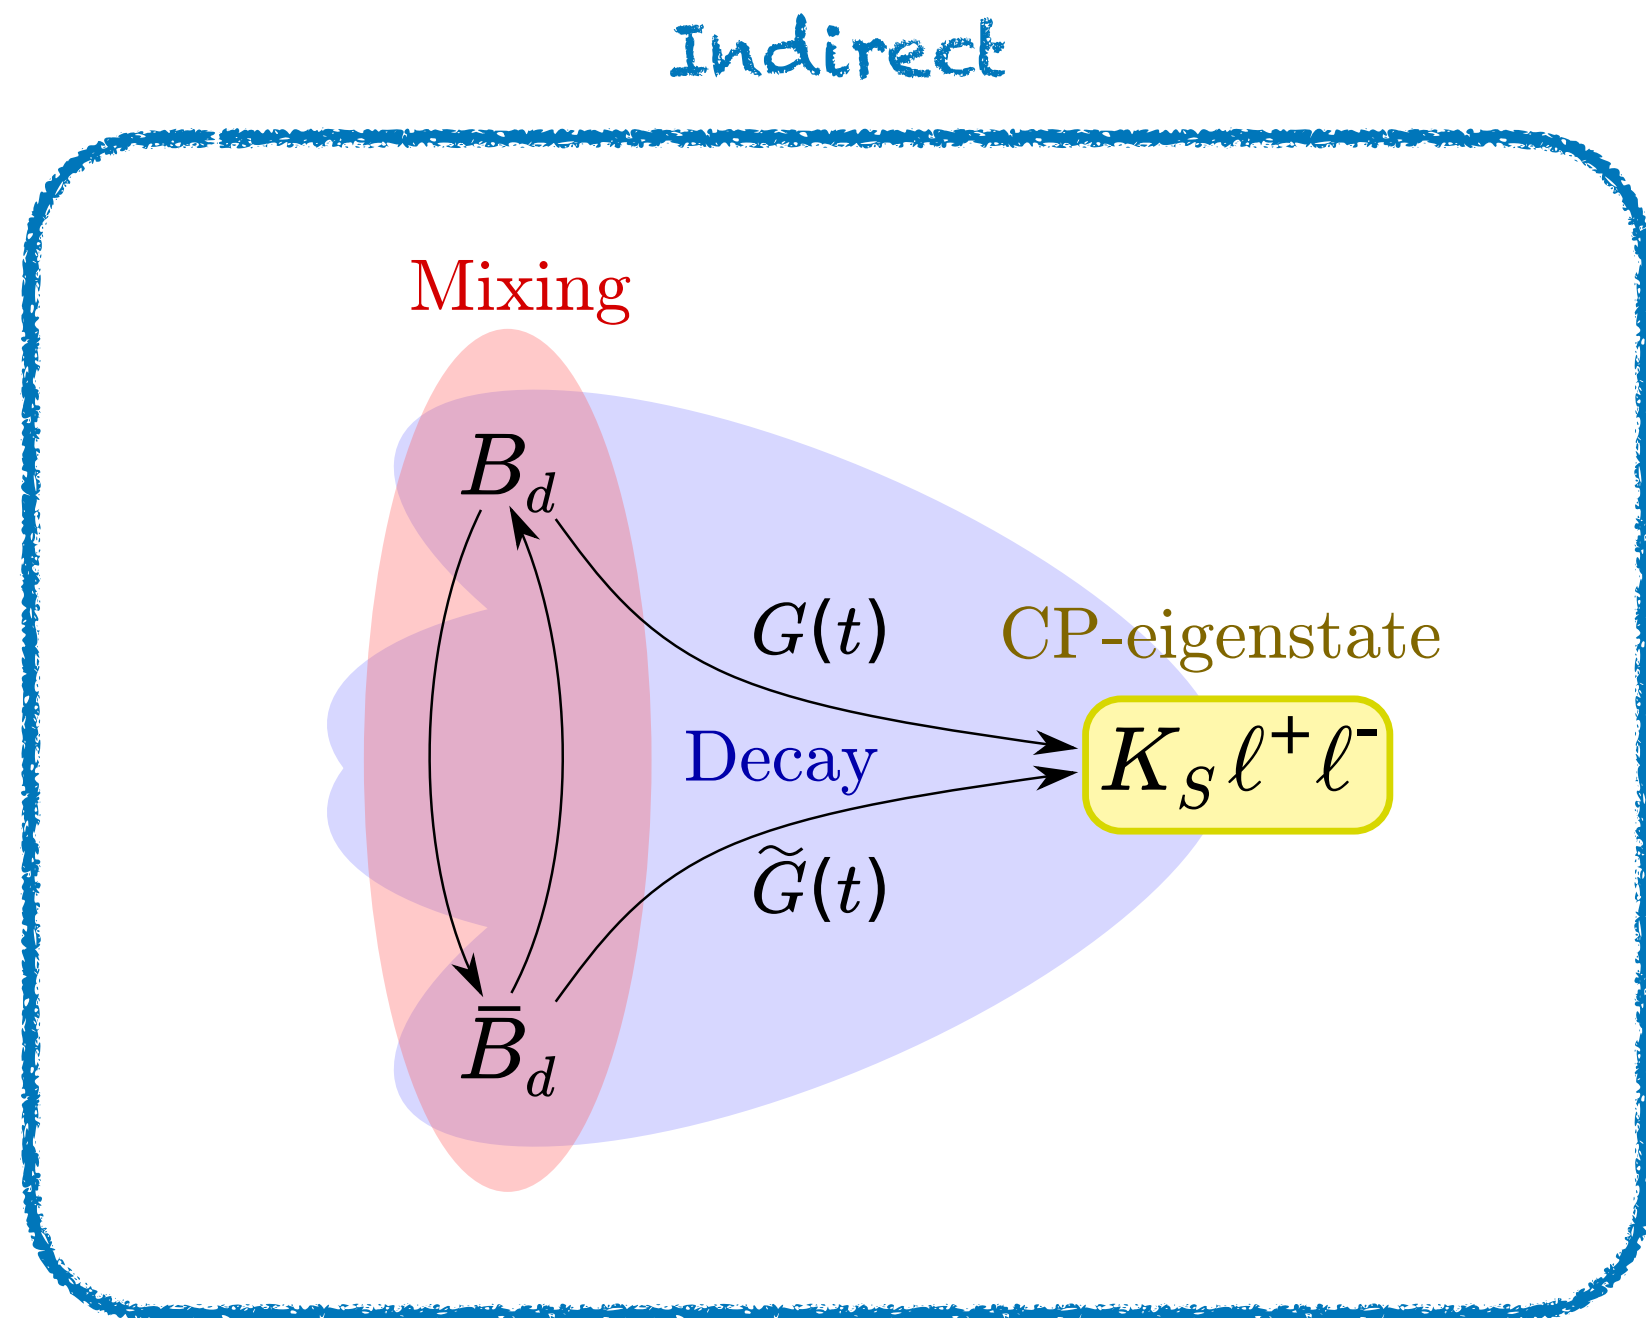 Indirect
Mixing
B_d
G(t)
CP-eigenstate
Decay
K_S ℓ⁺ℓ⁻
G̃(t)
B̄_d